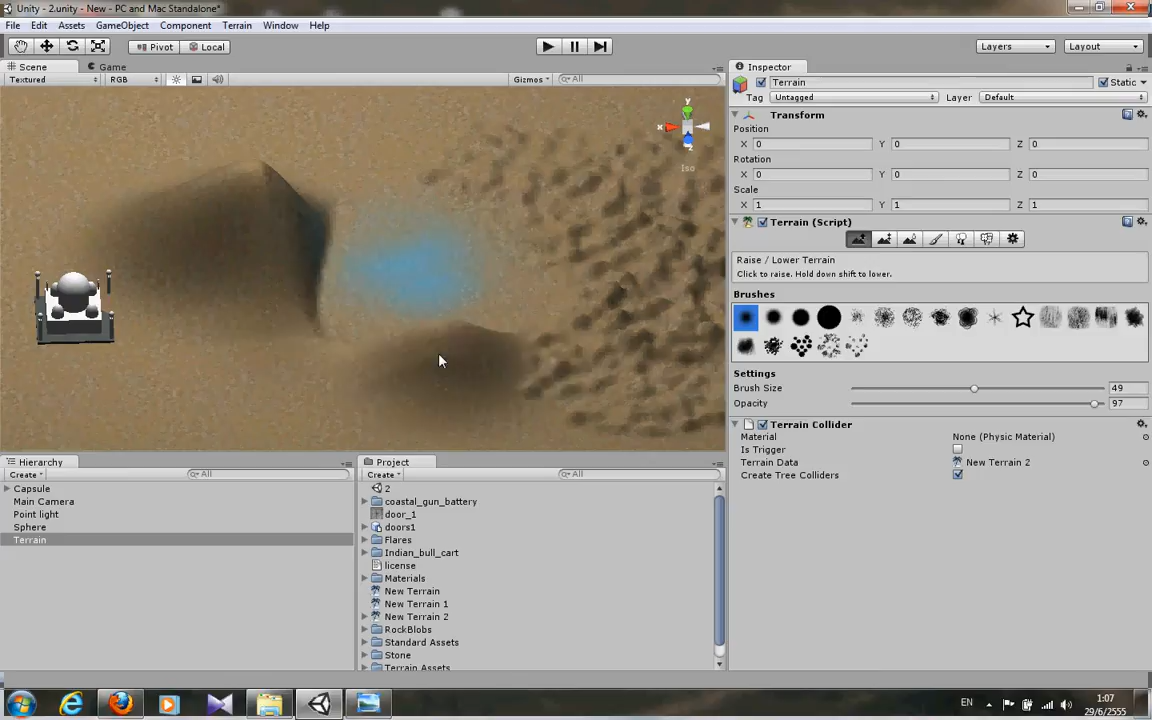 Unity - 2.unity - New - PC and Mac Standalone*
File Edit Assets GameObject Component Terrain Window Help
Pivot Local Layers Layout
Scene Game
Textured RGB Gizmos All
y
x
z
Iso
Inspector
Terrain Static
Tag Untagged Layer Default
Transform
Position
X 0 Y 0 Z 0
Rotation
X 0 Y 0 Z 0
Scale
X 1 Y 1 Z 1
Terrain (Script)
Raise / Lower Terrain
Click to raise. Hold down shift to lower.
Brushes
Settings
Brush Size 49
Opacity 97
Terrain Collider
Material None (Physic Material)
Is Trigger
Terrain Data New Terrain 2
Create Tree Colliders
Hierarchy
Create All
Capsule
Main Camera
Point light
Sphere
Terrain
Project
Create All
2
coastal_gun_battery
door_1
doors1
Flares
Indian_bull_cart
license
Materials
New Terrain
New Terrain 1
New Terrain 2
RockBlobs
Standard Assets
Stone
Terrain Assets
EN 1:07
29/6/2555